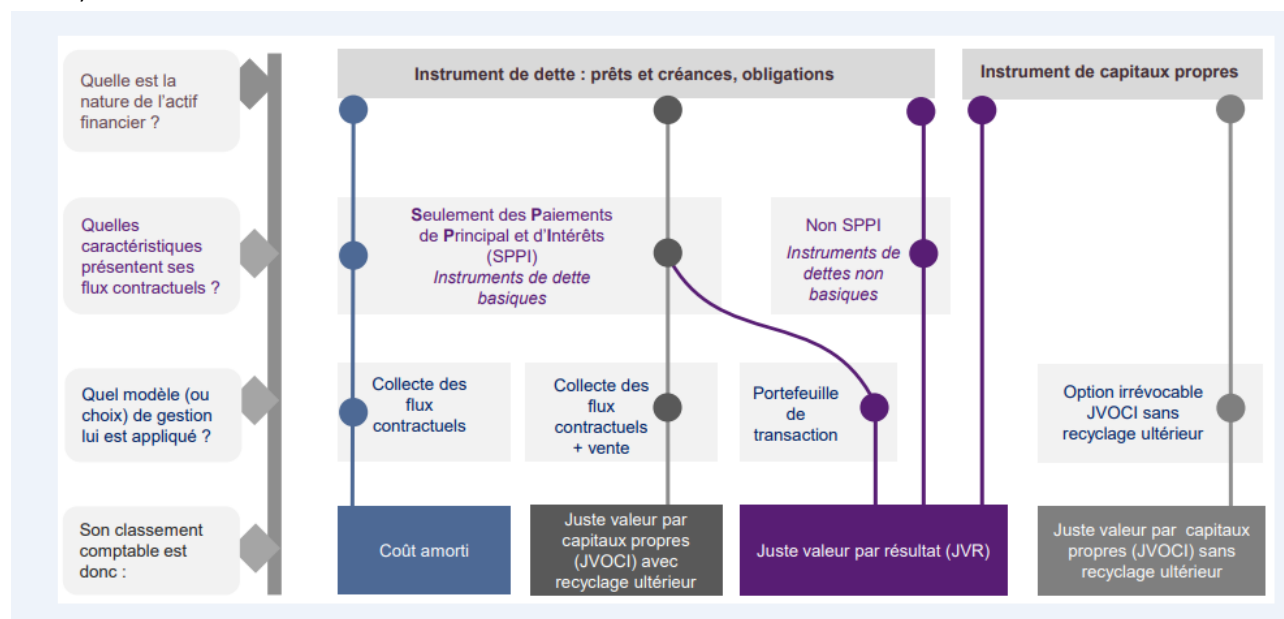 Quelle est la
nature de l'actif
financier ?
Instrument de dette : prêts et créances, obligations
Instrument de capitaux propres
Quelles
caractéristiques
présentent ses
flux contractuels ?
Seulement des Paiements
de Principal et d'Intérêts
(SPPI)
Instruments de dette
basiques
Non SPPI
Instruments de
dettes non
basiques
Quel modèle (ou
choix) de gestion
lui est appliqué ?
Collecte des
flux
contractuels
Collecte des
flux
contractuels
+ vente
Portefeuille
de
transaction
Option irrévocable
JVOCI sans
recyclage ultérieur
Son classement
comptable est
donc :
Coût amorti
Juste valeur par
capitaux propres
(JVOCI) avec
recyclage ultérieur
Juste valeur par résultat (JVR)
Juste valeur par capitaux
propres (JVOCI) sans
recyclage ultérieur